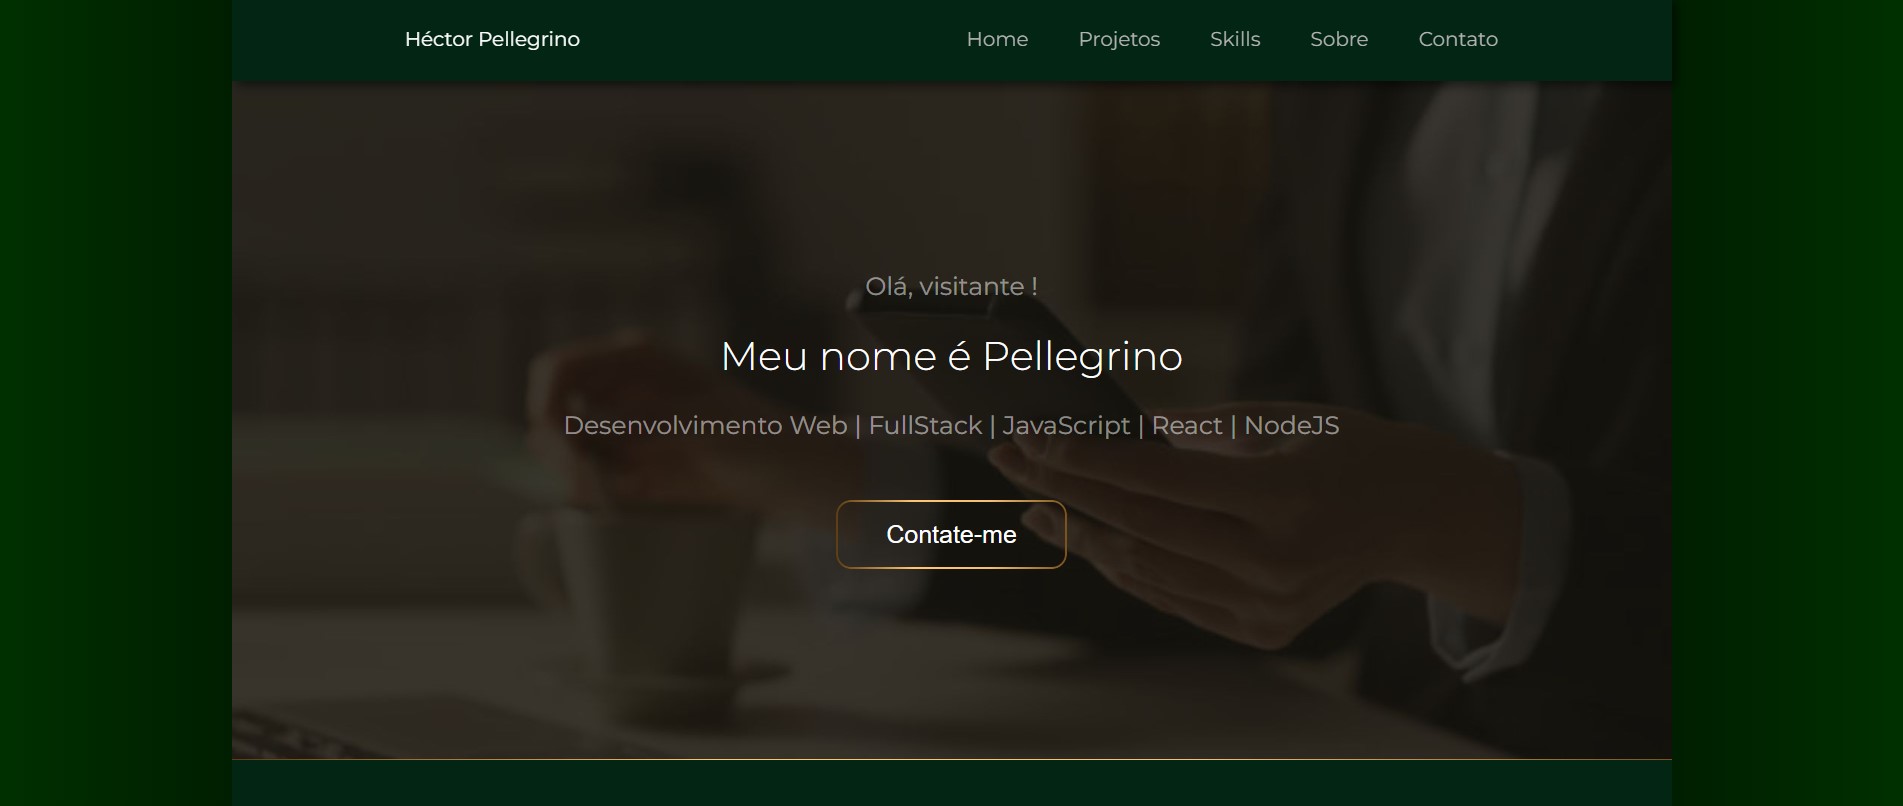 Héctor Pellegrino
Home Projetos Skills Sobre Contato
Olá, visitante !
Meu nome é Pellegrino
Desenvolvimento Web | FullStack | JavaScript | React | NodeJS
Contate-me